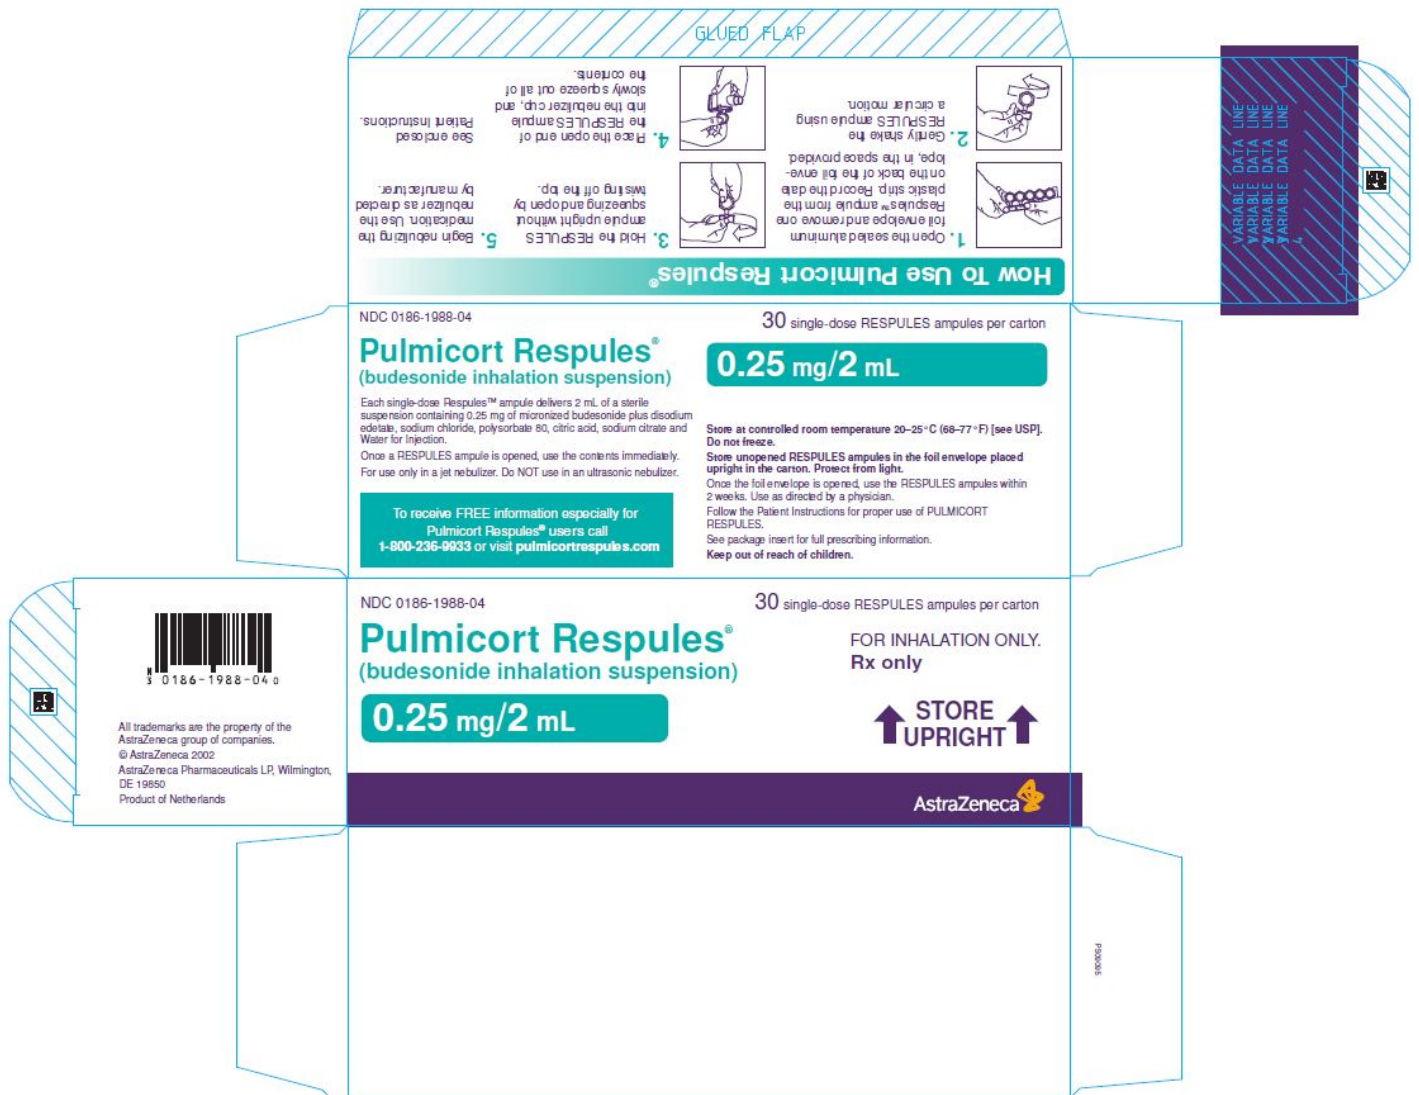 GLUED FLAP
How To Use Pulmicort Respules®
1. Open the sealed aluminum
foil envelope and remove one
Respules™ ampule from the
plastic strip. Record the date
on the back of the foil enve-
lope, in the space provided.
2. Gently shake the
RESPULES ampule using
a circular motion.
3. Hold the RESPULES
ampule upright without
squeezing and open by
twisting off the top.
4. Place the open end of
the RESPULES ampule
into the nebulizer cup, and
slowly squeeze out all of
the contents.
5. Begin nebulizing the
medication. Use the
nebulizer as directed
by manufacturer.
See enclosed
Patient Instructions.
VARIABLE DATA LINE
VARIABLE DATA LINE
VARIABLE DATA LINE
VARIABLE DATA LINE
4
NDC 0186-1988-04
Pulmicort Respules®
(budesonide inhalation suspension)
Each single-dose Respules™ ampule delivers 2 mL of a sterile
suspension containing 0.25 mg of micronized budesonide plus disodium
edetate, sodium chloride, polysorbate 80, citric acid, sodium citrate and
Water for Injection.
Once a RESPULES ampule is opened, use the contents immediately.
For use only in a jet nebulizer. Do NOT use in an ultrasonic nebulizer.
To receive FREE information especially for
Pulmicort Respules® users call
1-800-236-9933 or visit pulmicortrespules.com
30 single-dose RESPULES ampules per carton
0.25 mg/2 mL
Store at controlled room temperature 20–25°C (68–77°F) [see USP].
Do not freeze.
Store unopened RESPULES ampules in the foil envelope placed
upright in the carton. Protect from light.
Once the foil envelope is opened, use the RESPULES ampules within
2 weeks. Use as directed by a physician.
Follow the Patient Instructions for proper use of PULMICORT
RESPULES.
See package insert for full prescribing information.
Keep out of reach of children.
N
3 0186-1988-04 0
All trademarks are the property of the
AstraZeneca group of companies.
© AstraZeneca 2002
AstraZeneca Pharmaceuticals LP, Wilmington,
DE 19850
Product of Netherlands
NDC 0186-1988-04
Pulmicort Respules®
(budesonide inhalation suspension)
0.25 mg/2 mL
30 single-dose RESPULES ampules per carton
FOR INHALATION ONLY.
Rx only
STORE
UPRIGHT
AstraZeneca